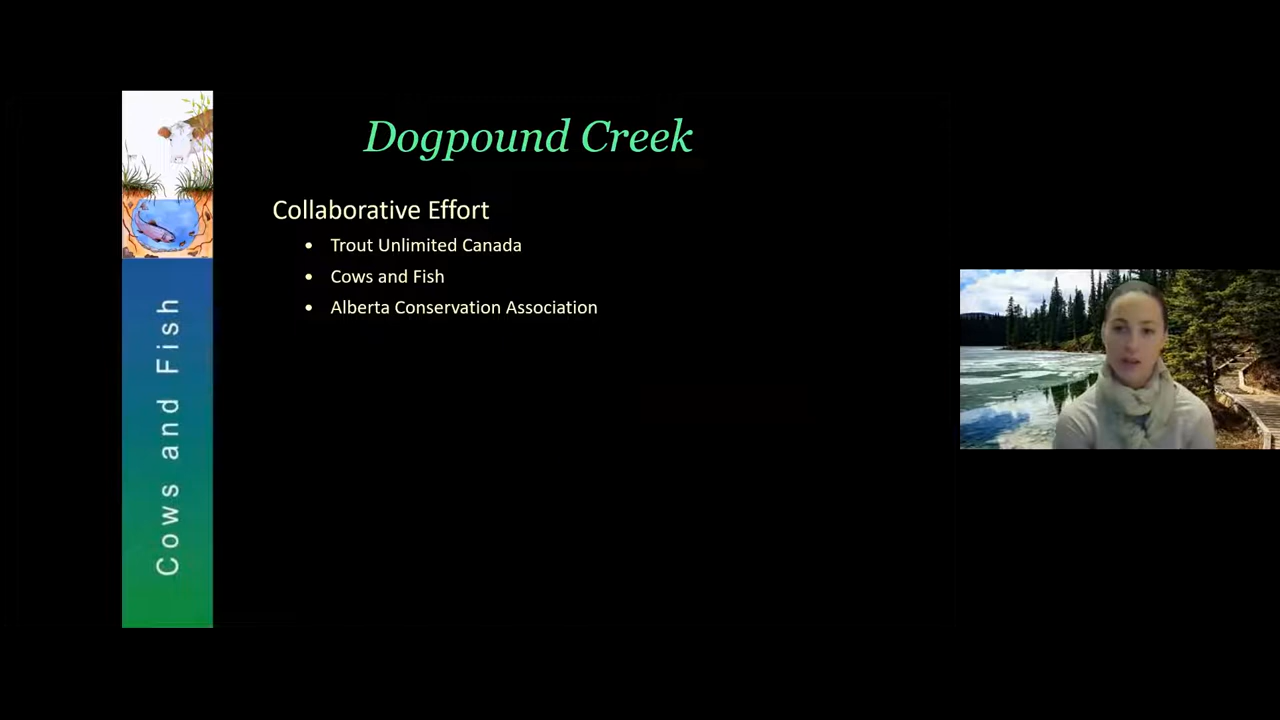 Dogpound Creek
Collaborative Effort
• Trout Unlimited Canada
• Cows and Fish
• Alberta Conservation Association
Cows and Fish